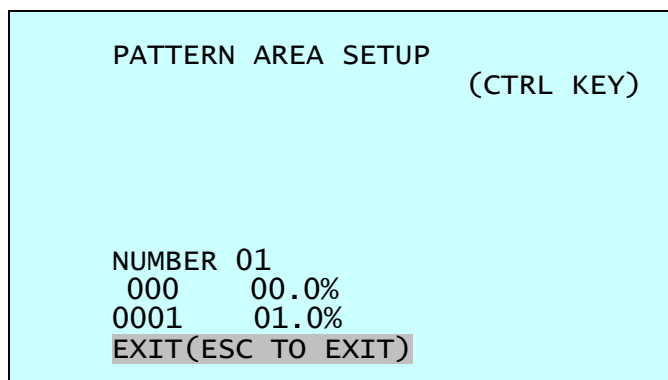 PATTERN AREA SETUP
(CTRL KEY)
NUMBER 01
000 00.0%
0001 01.0%
EXIT(ESC TO EXIT)